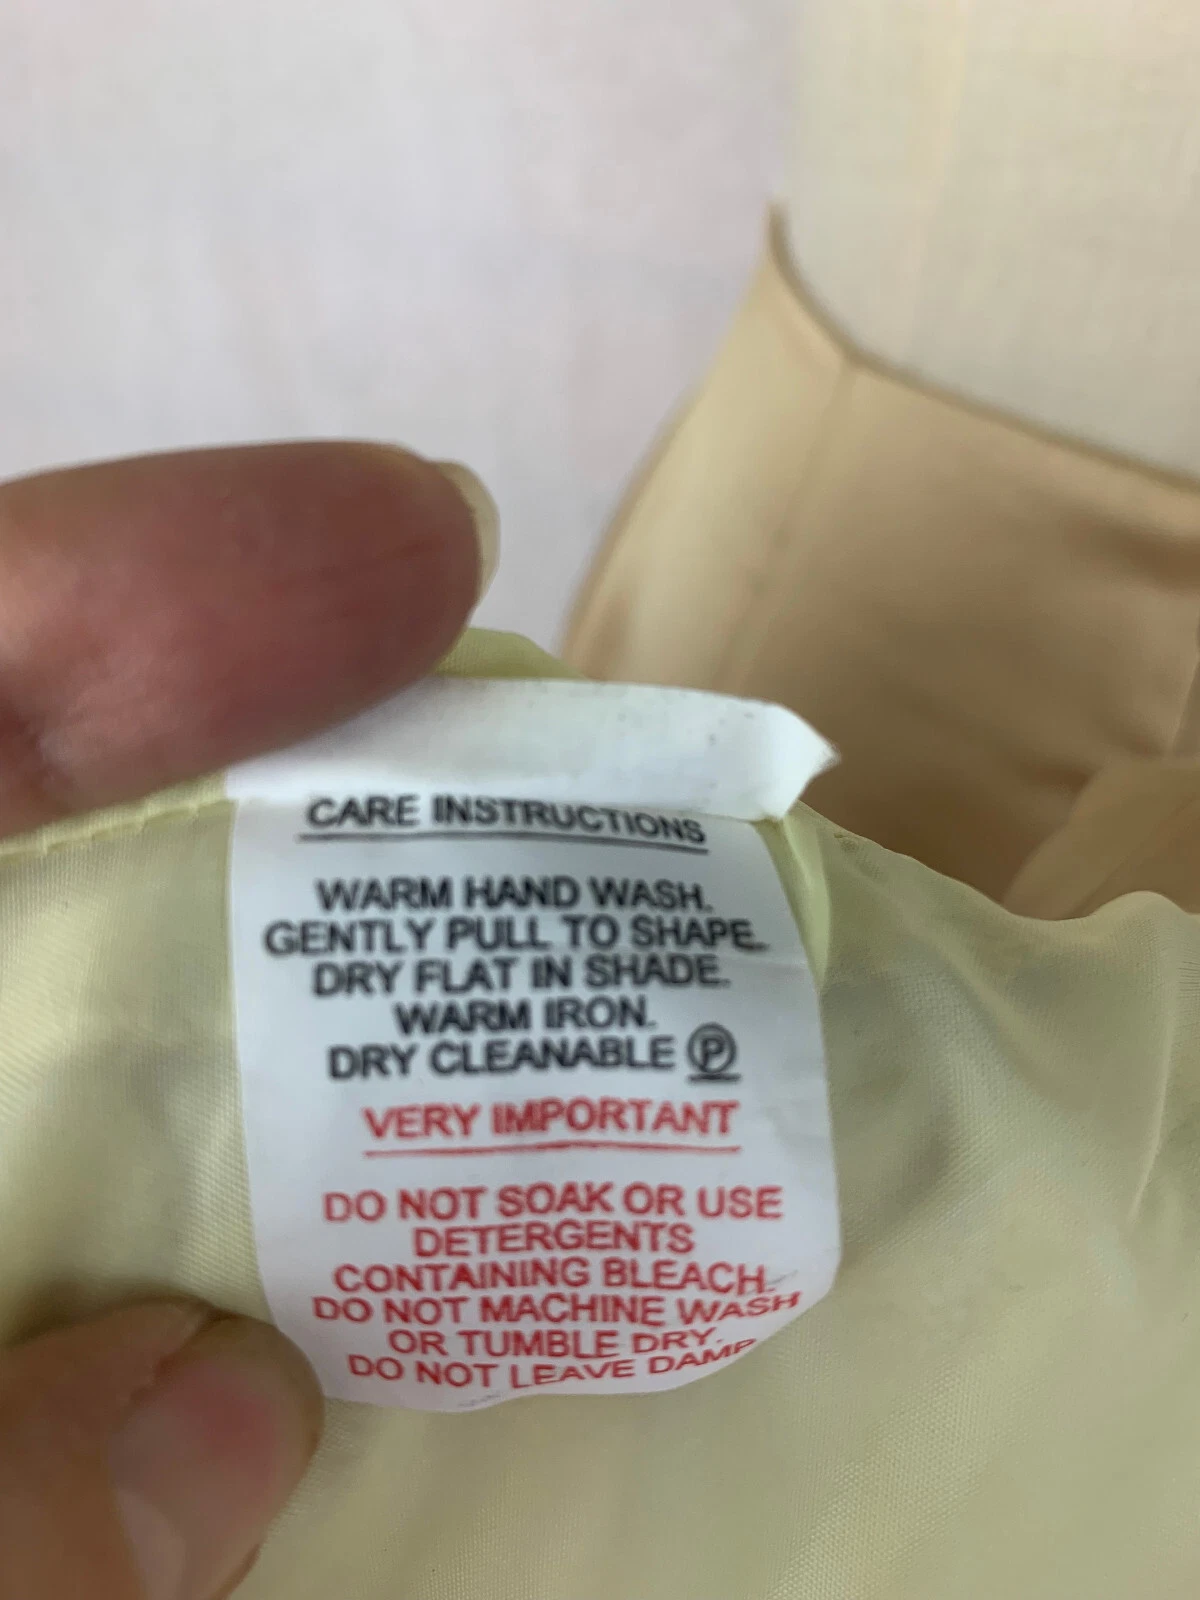 CARE INSTRUCTIONS
WARM HAND WASH.
GENTLY PULL TO SHAPE.
DRY FLAT IN SHADE.
WARM IRON.
DRY CLEANABLE Ⓟ
VERY IMPORTANT
DO NOT SOAK OR USE
DETERGENTS
CONTAINING BLEACH.
DO NOT MACHINE WASH
OR TUMBLE DRY.
DO NOT LEAVE DAMP